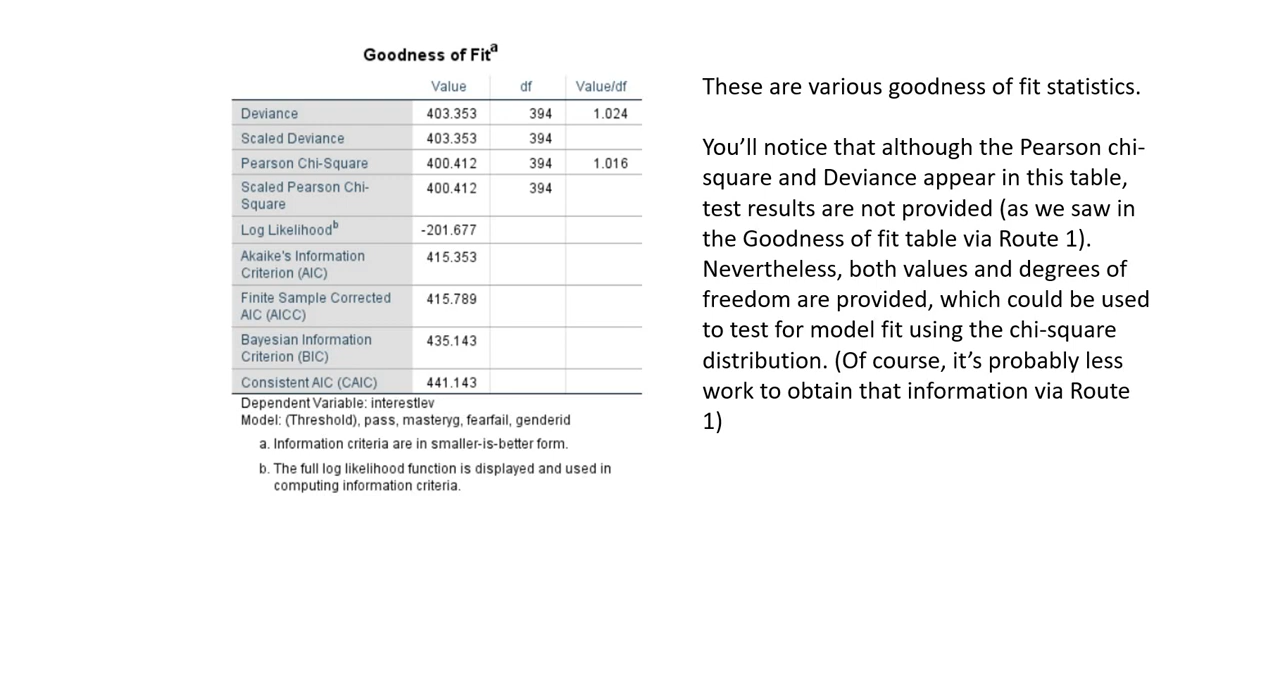 Goodness of Fita
Value df Value/df
Deviance 403.353 394 1.024
Scaled Deviance 403.353 394
Pearson Chi-Square 400.412 394 1.016
Scaled Pearson Chi-
Square 400.412 394
Log Likelihoodb -201.677
Akaike's Information
Criterion (AIC) 415.353
Finite Sample Corrected
AIC (AICC) 415.789
Bayesian Information
Criterion (BIC) 435.143
Consistent AIC (CAIC) 441.143
Dependent Variable: interestlev
Model: (Threshold), pass, masteryg, fearfail, genderid
a. Information criteria are in smaller-is-better form.
b. The full log likelihood function is displayed and used in
computing information criteria.
These are various goodness of fit statistics.
You’ll notice that although the Pearson chi-
square and Deviance appear in this table,
test results are not provided (as we saw in
the Goodness of fit table via Route 1).
Nevertheless, both values and degrees of
freedom are provided, which could be used
to test for model fit using the chi-square
distribution. (Of course, it’s probably less
work to obtain that information via Route
1)